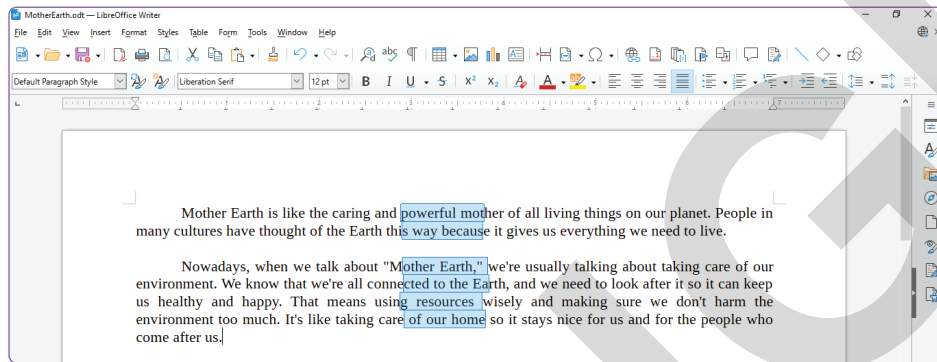 MotherEarth.odt — LibreOffice Writer
File Edit View Insert Format Styles Table Form Tools Window Help
Default Paragraph Style Liberation Serif 12 pt B I U S X² X₂ A A
Mother Earth is like the caring and powerful mother of all living things on our planet. People in
many cultures have thought of the Earth this way because it gives us everything we need to live.
Nowadays, when we talk about "Mother Earth," we're usually talking about taking care of our
environment. We know that we're all connected to the Earth, and we need to look after it so it can keep
us healthy and happy. That means using resources wisely and making sure we don't harm the
environment too much. It's like taking care of our home so it stays nice for us and for the people who
come after us.